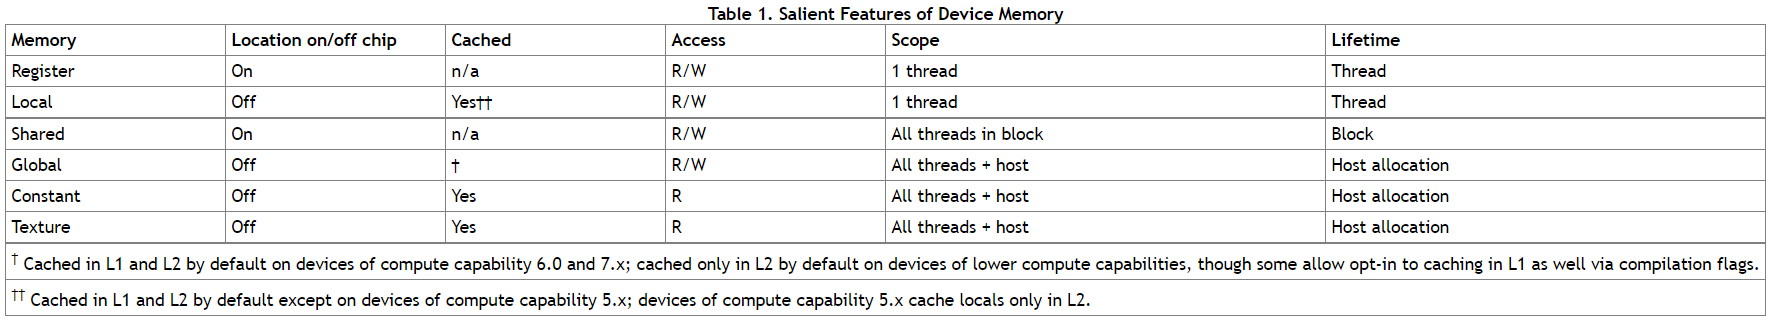 Table 1. Salient Features of Device Memory
Memory Location on/off chip Cached Access Scope Lifetime
Register On n/a R/W 1 thread Thread
Local Off Yes†† R/W 1 thread Thread
Shared On n/a R/W All threads in block Block
Global Off † R/W All threads + host Host allocation
Constant Off Yes R All threads + host Host allocation
Texture Off Yes R All threads + host Host allocation
† Cached in L1 and L2 by default on devices of compute capability 6.0 and 7.x; cached only in L2 by default on devices of lower compute capabilities, though some allow opt-in to caching in L1 as well via compilation flags.
†† Cached in L1 and L2 by default except on devices of compute capability 5.x; devices of compute capability 5.x cache locals only in L2.